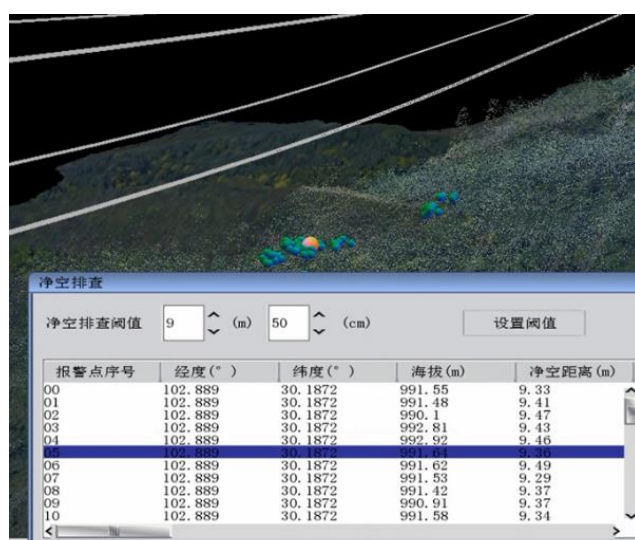 净空排查
净空排查阈值 9 (m) 50 (cm) 设置阈值
报警点序号 经度(°) 纬度(°) 海拔(m) 净空距离(m)
00 102.889 30.1872 991.55 9.33
01 102.889 30.1872 991.48 9.41
02 102.889 30.1872 990.1 9.47
03 102.889 30.1872 992.81 9.43
04 102.889 30.1872 992.92 9.46
05 102.889 30.1872 991.64 9.36
06 102.889 30.1872 991.62 9.49
07 102.889 30.1872 991.53 9.29
08 102.889 30.1872 991.42 9.37
09 102.889 30.1872 990.91 9.37
10 102.889 30.1872 991.58 9.34